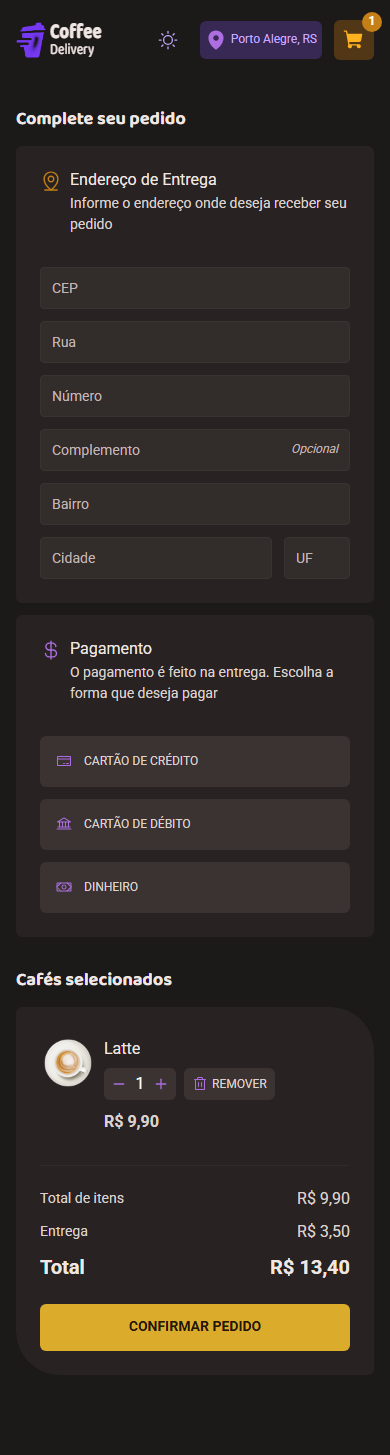 Coffee
Delivery
Porto Alegre, RS
1
Complete seu pedido
Endereço de Entrega
Informe o endereço onde deseja receber seu
pedido
CEP
Rua
Número
Complemento Opcional
Bairro
Cidade UF
Pagamento
O pagamento é feito na entrega. Escolha a
forma que deseja pagar
CARTÃO DE CRÉDITO
CARTÃO DE DÉBITO
DINHEIRO
Cafés selecionados
Latte
1 REMOVER
R$ 9,90
Total de itens R$ 9,90
Entrega R$ 3,50
Total R$ 13,40
CONFIRMAR PEDIDO